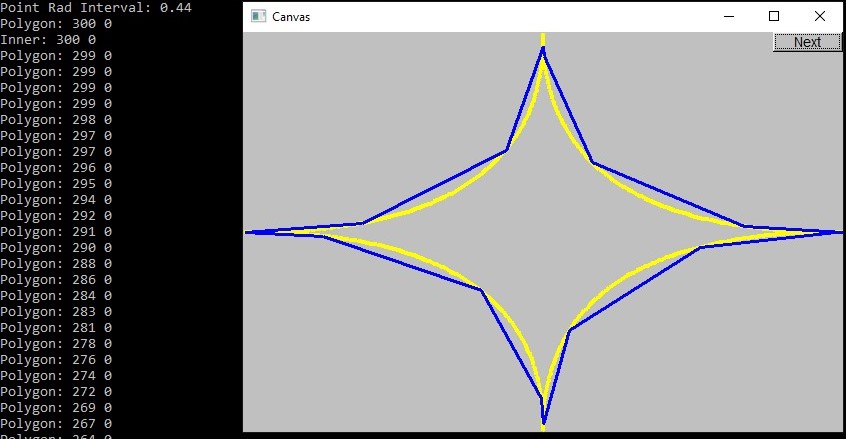 Point Rad Interval: 0.44
Polygon: 300 0
Inner: 300 0
Polygon: 299 0
Polygon: 299 0
Polygon: 299 0
Polygon: 299 0
Polygon: 298 0
Polygon: 297 0
Polygon: 297 0
Polygon: 296 0
Polygon: 295 0
Polygon: 294 0
Polygon: 292 0
Polygon: 291 0
Polygon: 290 0
Polygon: 288 0
Polygon: 286 0
Polygon: 284 0
Polygon: 283 0
Polygon: 281 0
Polygon: 278 0
Polygon: 276 0
Polygon: 274 0
Polygon: 272 0
Polygon: 269 0
Polygon: 267 0
Polygon: 264 0
Canvas
Next